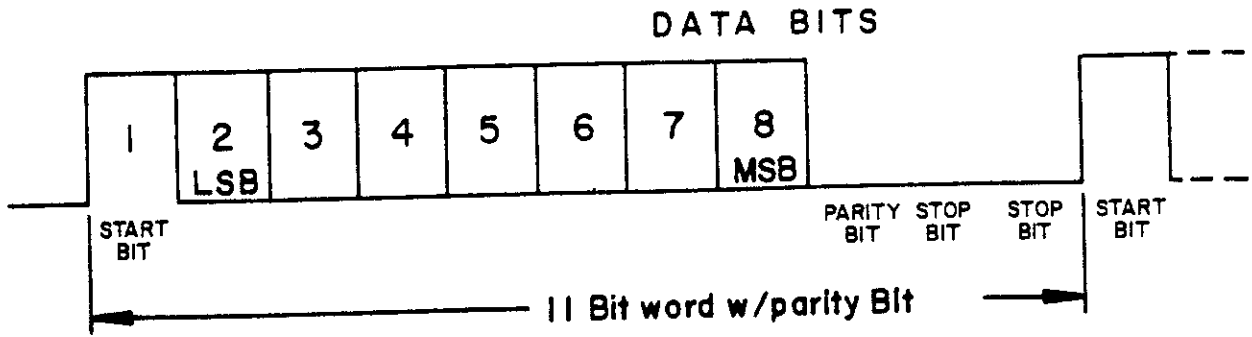 DATA BITS
1 2 3 4 5 6 7 8
LSB MSB
START BIT
PARITY BIT
STOP BIT
STOP BIT
START BIT
11 Bit word w/parity Bit